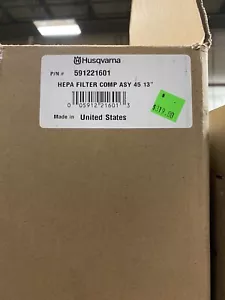 Husqvarna
P/N # 591221601
HEPA FILTER COMP ASY 45 13"
0 05912 21601 3
Made in United States